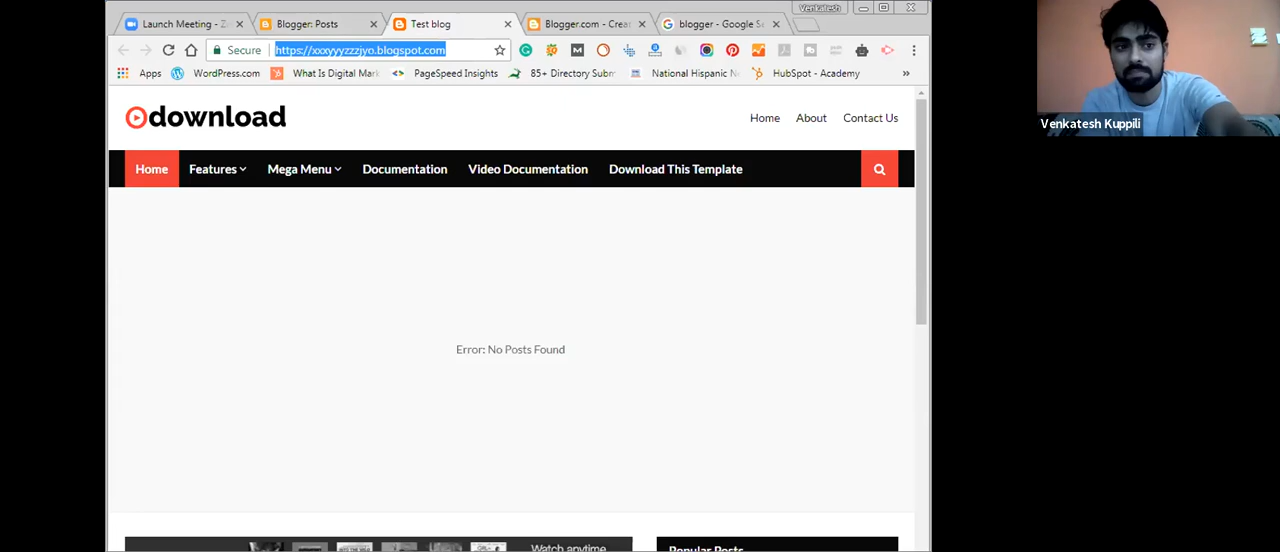 Venkatesh
Launch Meeting - Z
Blogger: Posts
Test blog
Blogger.com - Crea
blogger - Google Se
Secure
https://xxxyyyzzzjyo.blogspot.com
Apps
WordPress.com
What Is Digital Mark
PageSpeed Insights
85+ Directory Subm
National Hispanic N
HubSpot - Academy
download
Home
About
Contact Us
Home
Features
Mega Menu
Documentation
Video Documentation
Download This Template
Error: No Posts Found
Watch anytime
Popular Posts
Venkatesh Kuppili